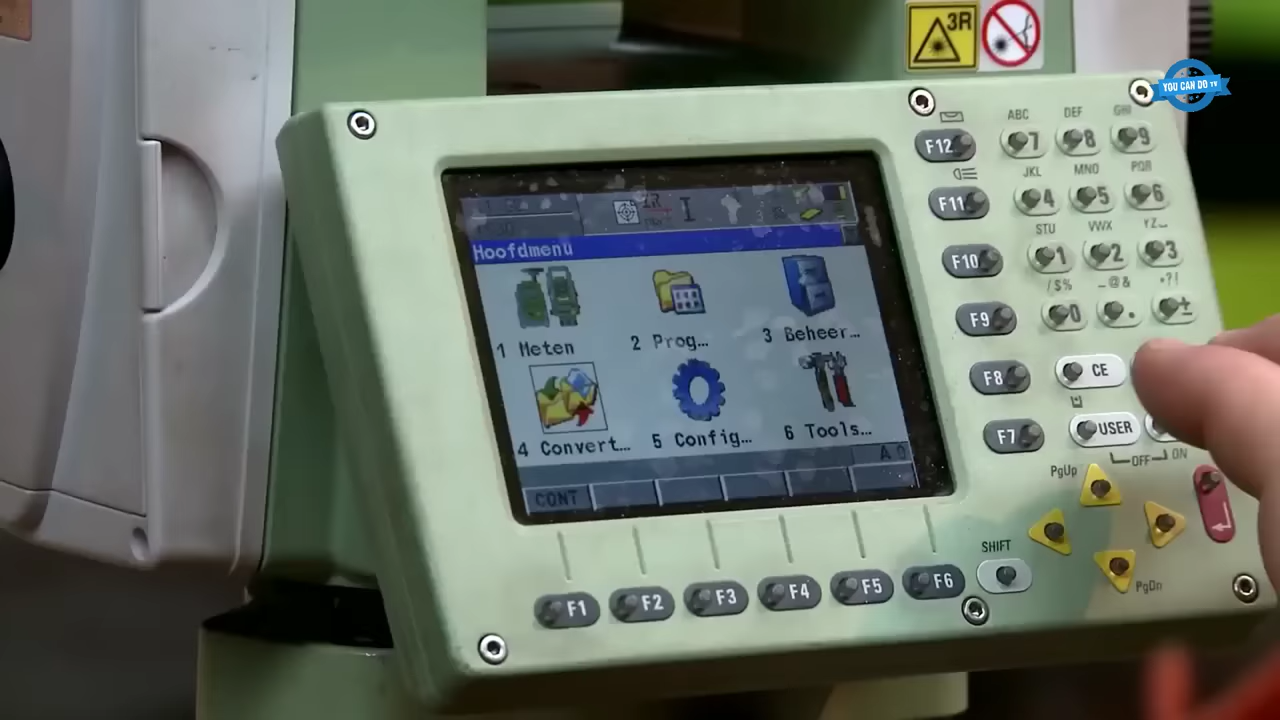 3R
YOU CAN DO TV
Hoofdmenu
1 Meten
2 Prog...
3 Beheer...
4 Convert...
5 Config...
6 Tools...
A 0
CONT
F1
F2
F3
F4
F5
F6
SHIFT
F12
F11
F10
F9
F8
F7
ABC
DEF
GHI
7
8
9
JKL
MNO
PQR
4
5
6
STU
VWX
YZ_
1
2
3
/$%
_@&
*?!
0
.
±
CE
USER
OFF
ON
PgUp
PgDn